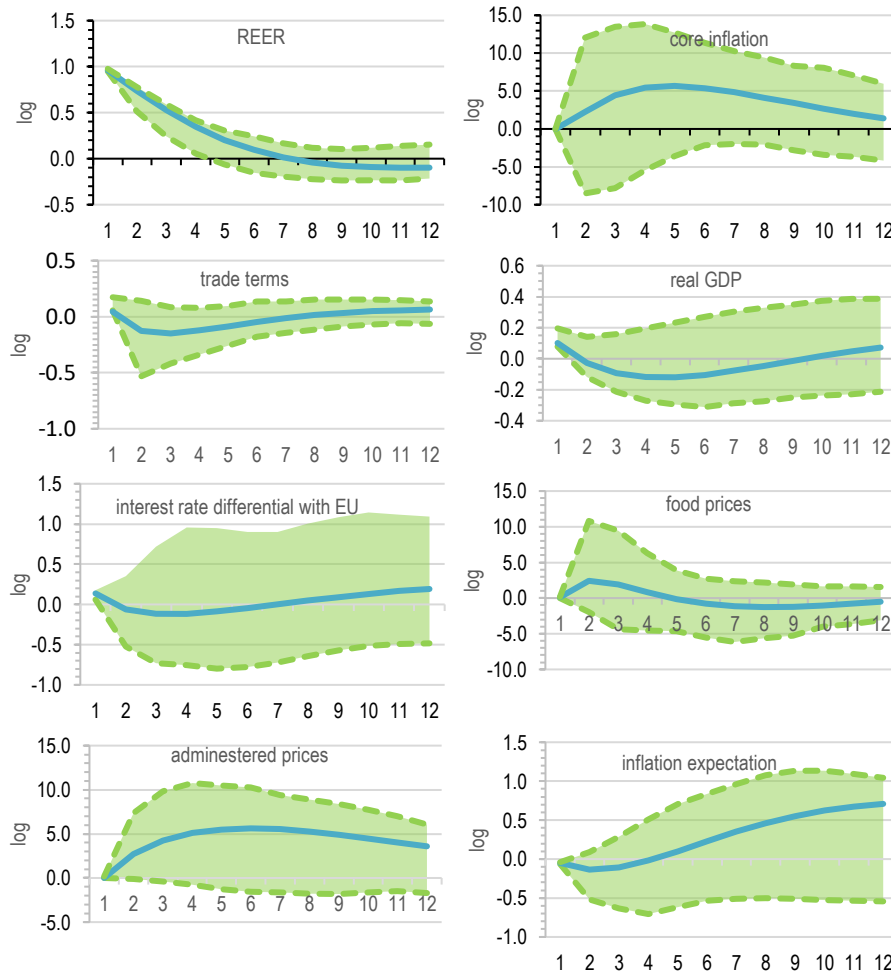 REER
log
1.5
1.0
0.5
0.0
-0.5
1 2 3 4 5 6 7 8 9 10 11 12
core inflation
15.0
10.0
5.0
0.0
-5.0
-10.0
1 2 3 4 5 6 7 8 9 10 11 12
trade terms
log
0.5
0.0
-0.5
-1.0
1 2 3 4 5 6 7 8 9 10 11 12
real GDP
log
0.6
0.4
0.2
0.0
-0.2
-0.4
1 2 3 4 5 6 7 8 9 10 11 12
interest rate differential with EU
log
1.5
1.0
0.5
0.0
-0.5
-1.0
1 2 3 4 5 6 7 8 9 10 11 12
food prices
log
15.0
10.0
5.0
0.0
-5.0
-10.0
1 2 3 4 5 6 7 8 9 10 11 12
adminestered prices
log
15.0
10.0
5.0
0.0
-5.0
1 2 3 4 5 6 7 8 9 10 11 12
inflation expectation
log
1.5
1.0
0.5
0.0
-0.5
-1.0
1 2 3 4 5 6 7 8 9 10 11 12